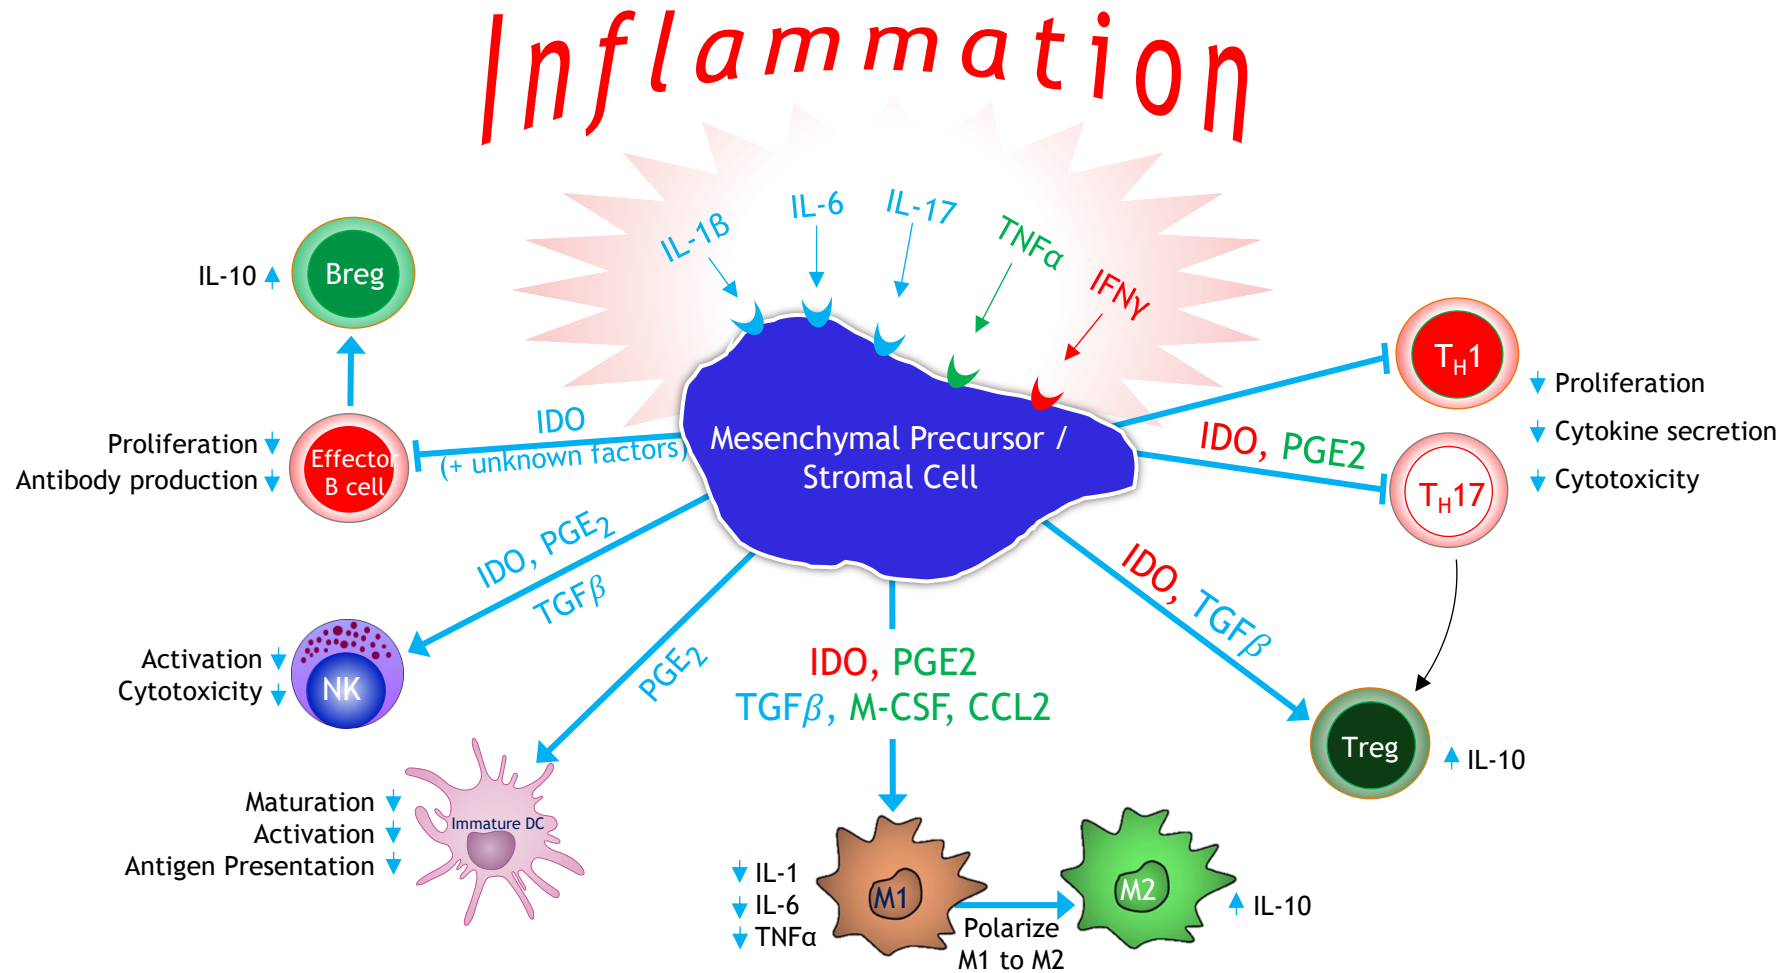 Inflammation
IL-1β
IL-6
IL-17
TNFα
IFNγ
IL-10
Breg
Proliferation
Antibody production
Effector
B cell
IDO
(+ unknown factors)
Mesenchymal Precursor /
Stromal Cell
TH1
Proliferation
Cytokine secretion
Cytotoxicity
IDO, PGE2
TH17
IDO, PGE2
TGFβ
Activation
Cytotoxicity
NK
PGE2
Maturation
Activation
Antigen Presentation
Immature DC
IDO, PGE2
TGFβ, M-CSF, CCL2
IL-1
IL-6
TNFα
M1
Polarize
M1 to M2
M2
IL-10
IDO, TGFβ
Treg
IL-10